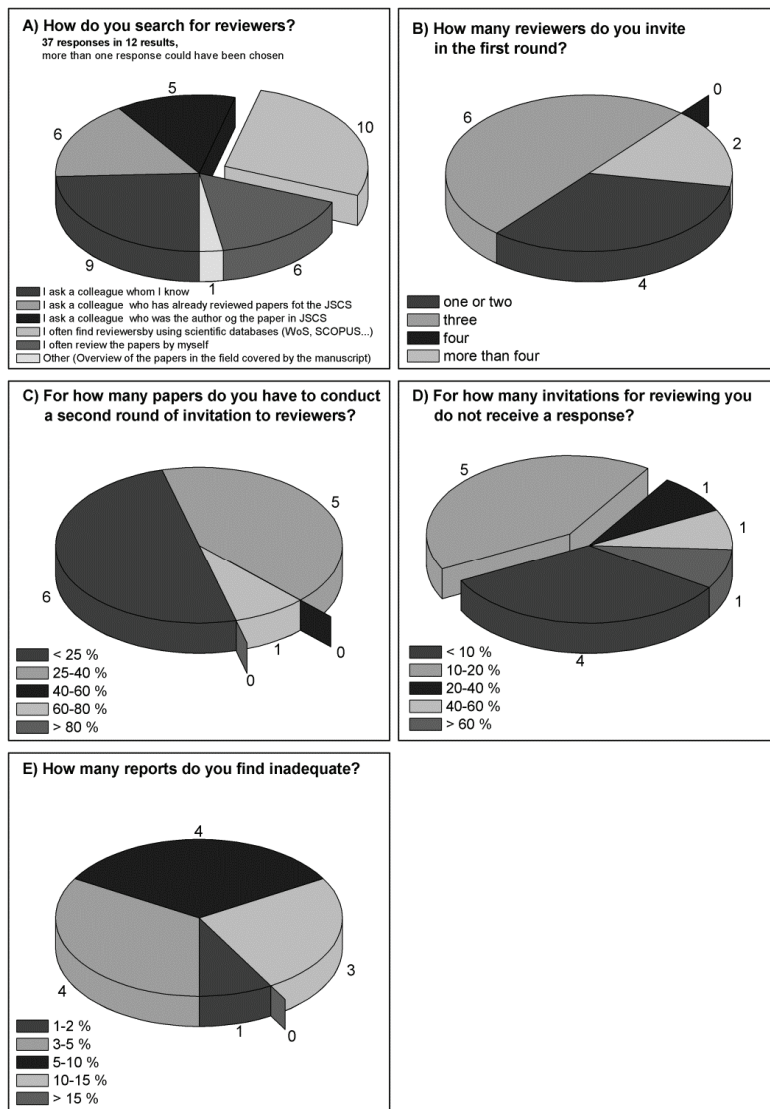 A) How do you search for reviewers?
37 responses in 12 results,
more than one response could have been chosen
5
10
6
9
1
6
I ask a colleague whom I know
I ask a colleague who has already reviewed papers fot the JSCS
I ask a colleague who was the author og the paper in JSCS
I often find reviewersby using scientific databases (WoS, SCOPUS...)
I often review the papers by myself
Other (Overview of the papers in the field covered by the manuscript)
B) How many reviewers do you invite
in the first round?
0
6
2
4
one or two
three
four
more than four
C) For how many papers do you have to conduct
a second round of invitation to reviewers?
5
6
1
0
0
< 25 %
25-40 %
40-60 %
60-80 %
> 80 %
D) For how many invitations for reviewing you
do not receive a response?
5
1
1
1
4
< 10 %
10-20 %
20-40 %
40-60 %
> 60 %
E) How many reports do you find inadequate?
4
4
3
1
0
1-2 %
3-5 %
5-10 %
10-15 %
> 15 %